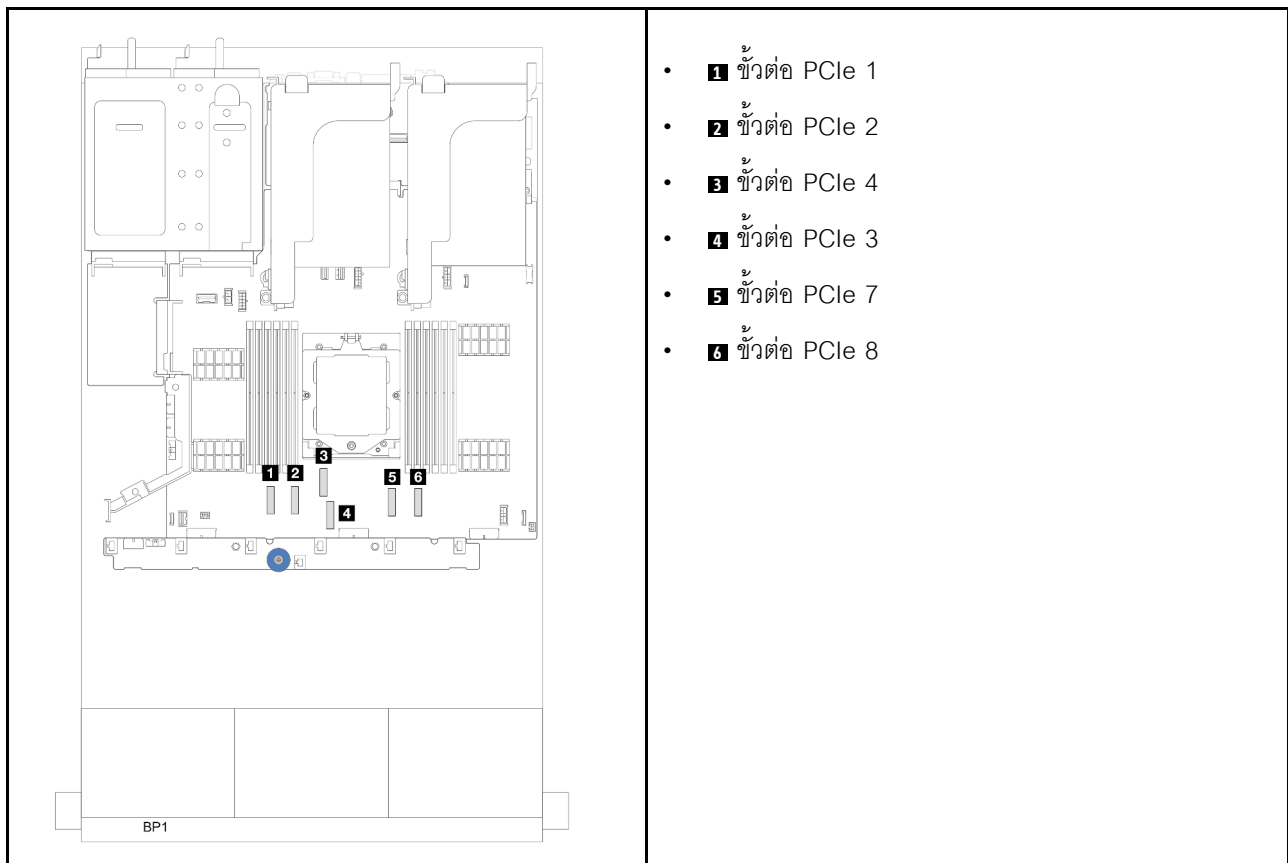 3
1 2
5 6
4
BP1
• 1 ขั้วต่อ PCIe 1
• 2 ขั้วต่อ PCIe 2
• 3 ขั้วต่อ PCIe 4
• 4 ขั้วต่อ PCIe 3
• 5 ขั้วต่อ PCIe 7
• 6 ขั้วต่อ PCIe 8